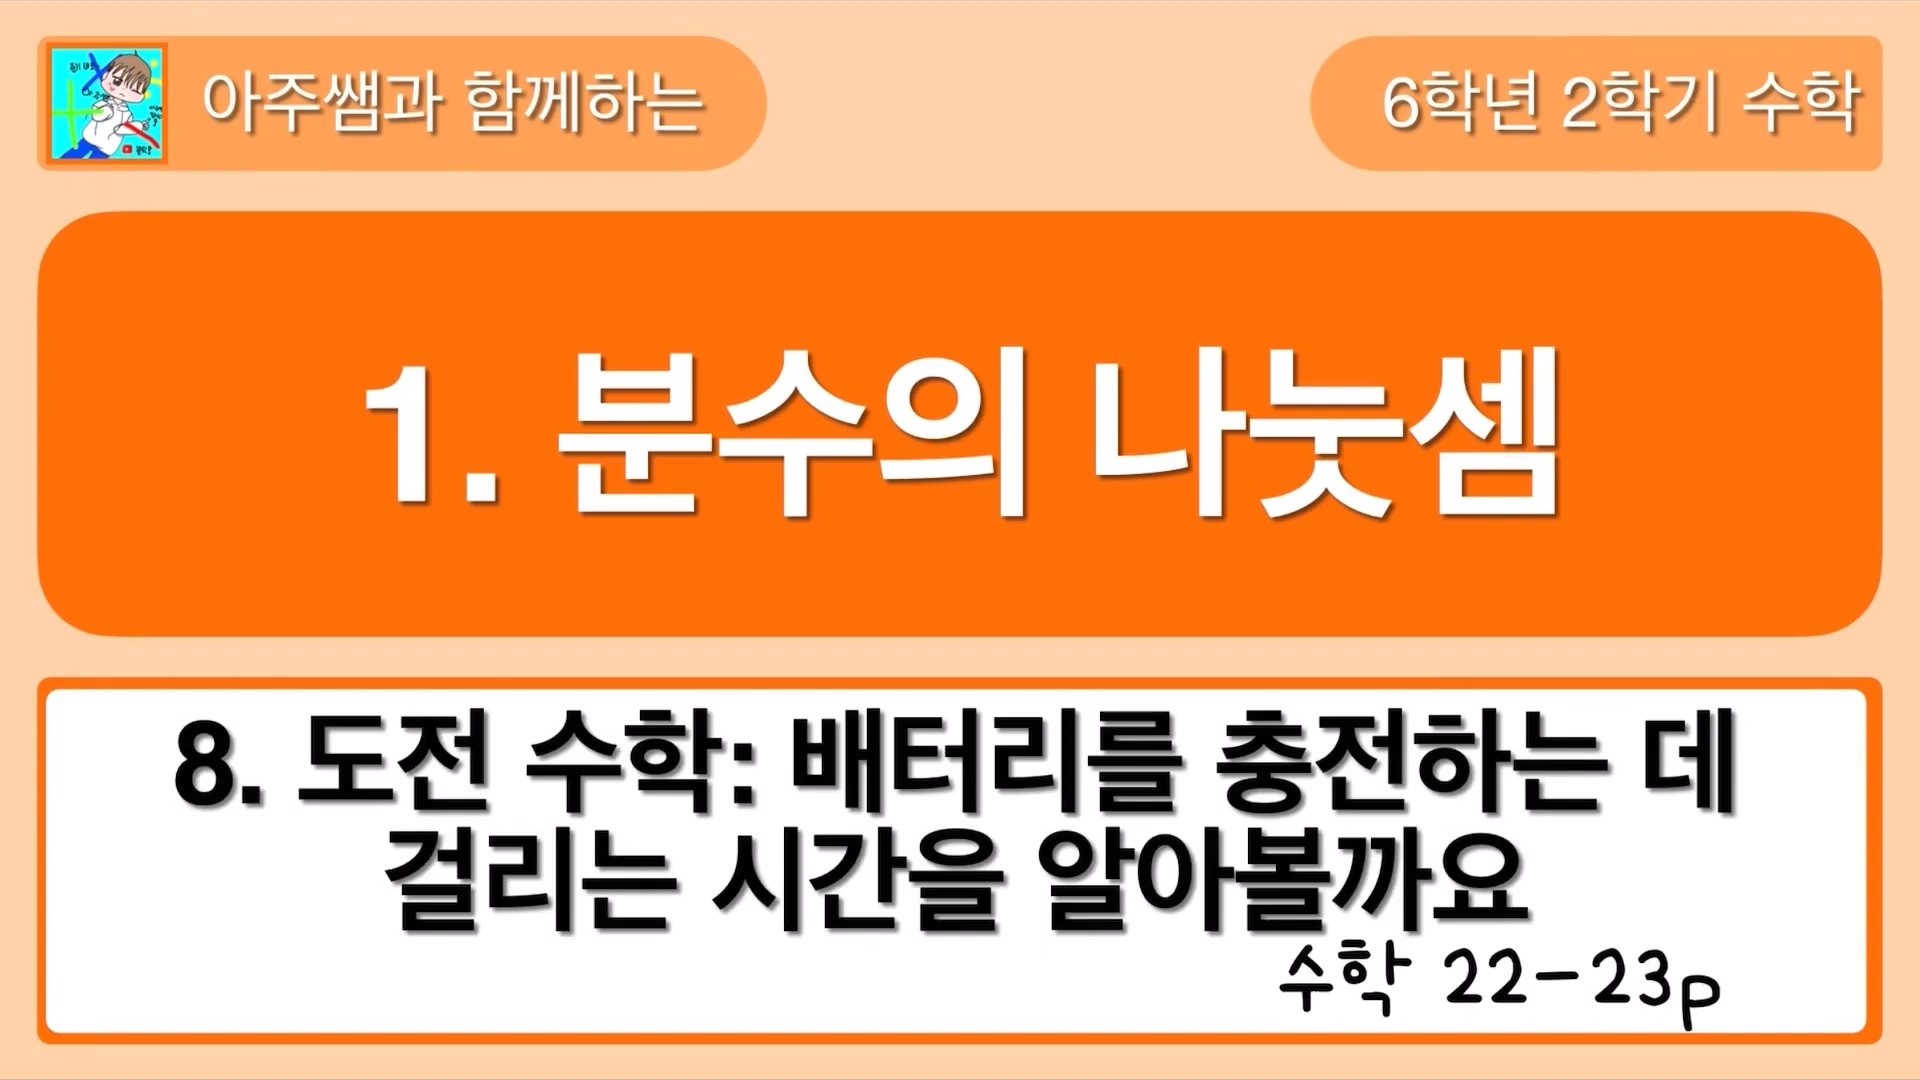 아주쌤과 함께하는
6학년 2학기 수학
1. 분수의 나눗셈
8. 도전 수학: 배터리를 충전하는 데
걸리는 시간을 알아볼까요
수학 22-23p